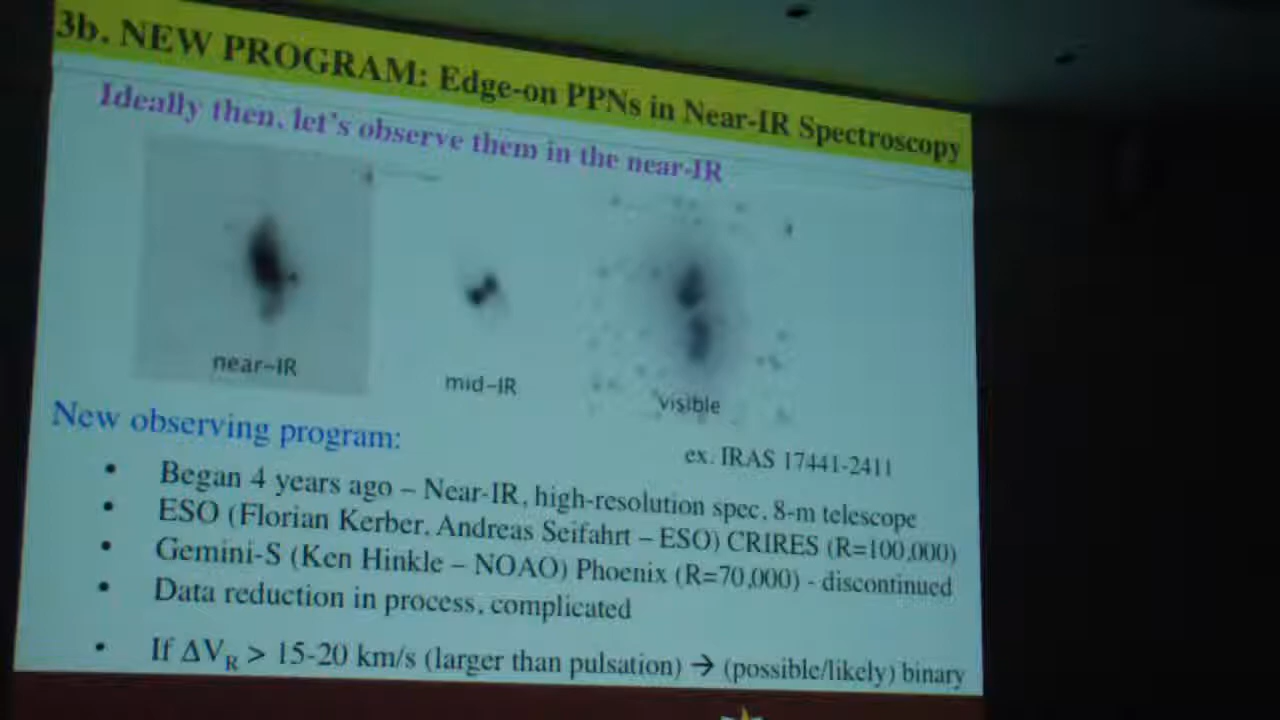 3b. NEW PROGRAM: Edge-on PPNs in Near-IR Spectroscopy
Ideally then, let's observe them in the near-IR
near-IR
mid-IR
visible
ex. IRAS 17441-2411
New observing program:
• Began 4 years ago – Near-IR, high-resolution spec, 8-m telescope
• ESO (Florian Kerber, Andreas Seifahrt – ESO) CRIRES (R=100,000)
• Gemini-S (Ken Hinkle – NOAO) Phoenix (R=70,000) - discontinued
• Data reduction in process, complicated
• If ΔV_R > 15-20 km/s (larger than pulsation) → (possible/likely) binary